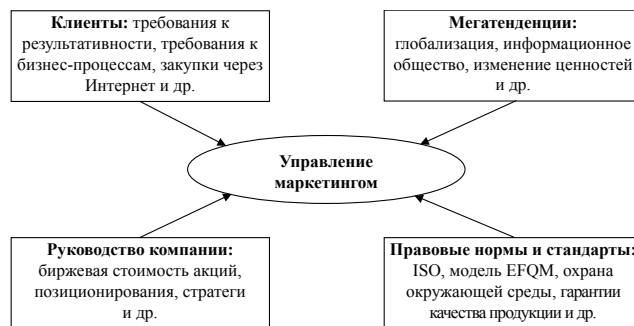 Клиенты: требования к
результативности, требования к
бизнес-процессам, закупки через
Интернет и др.
Мегатенденции:
глобализация, информационное
общество, изменение ценностей
и др.
Управление
маркетингом
Руководство компании:
биржевая стоимость акций,
позиционирования, стратеги
и др.
Правовые нормы и стандарты:
ISO, модель EFQM, охрана
окружающей среды, гарантии
качества продукции и др.